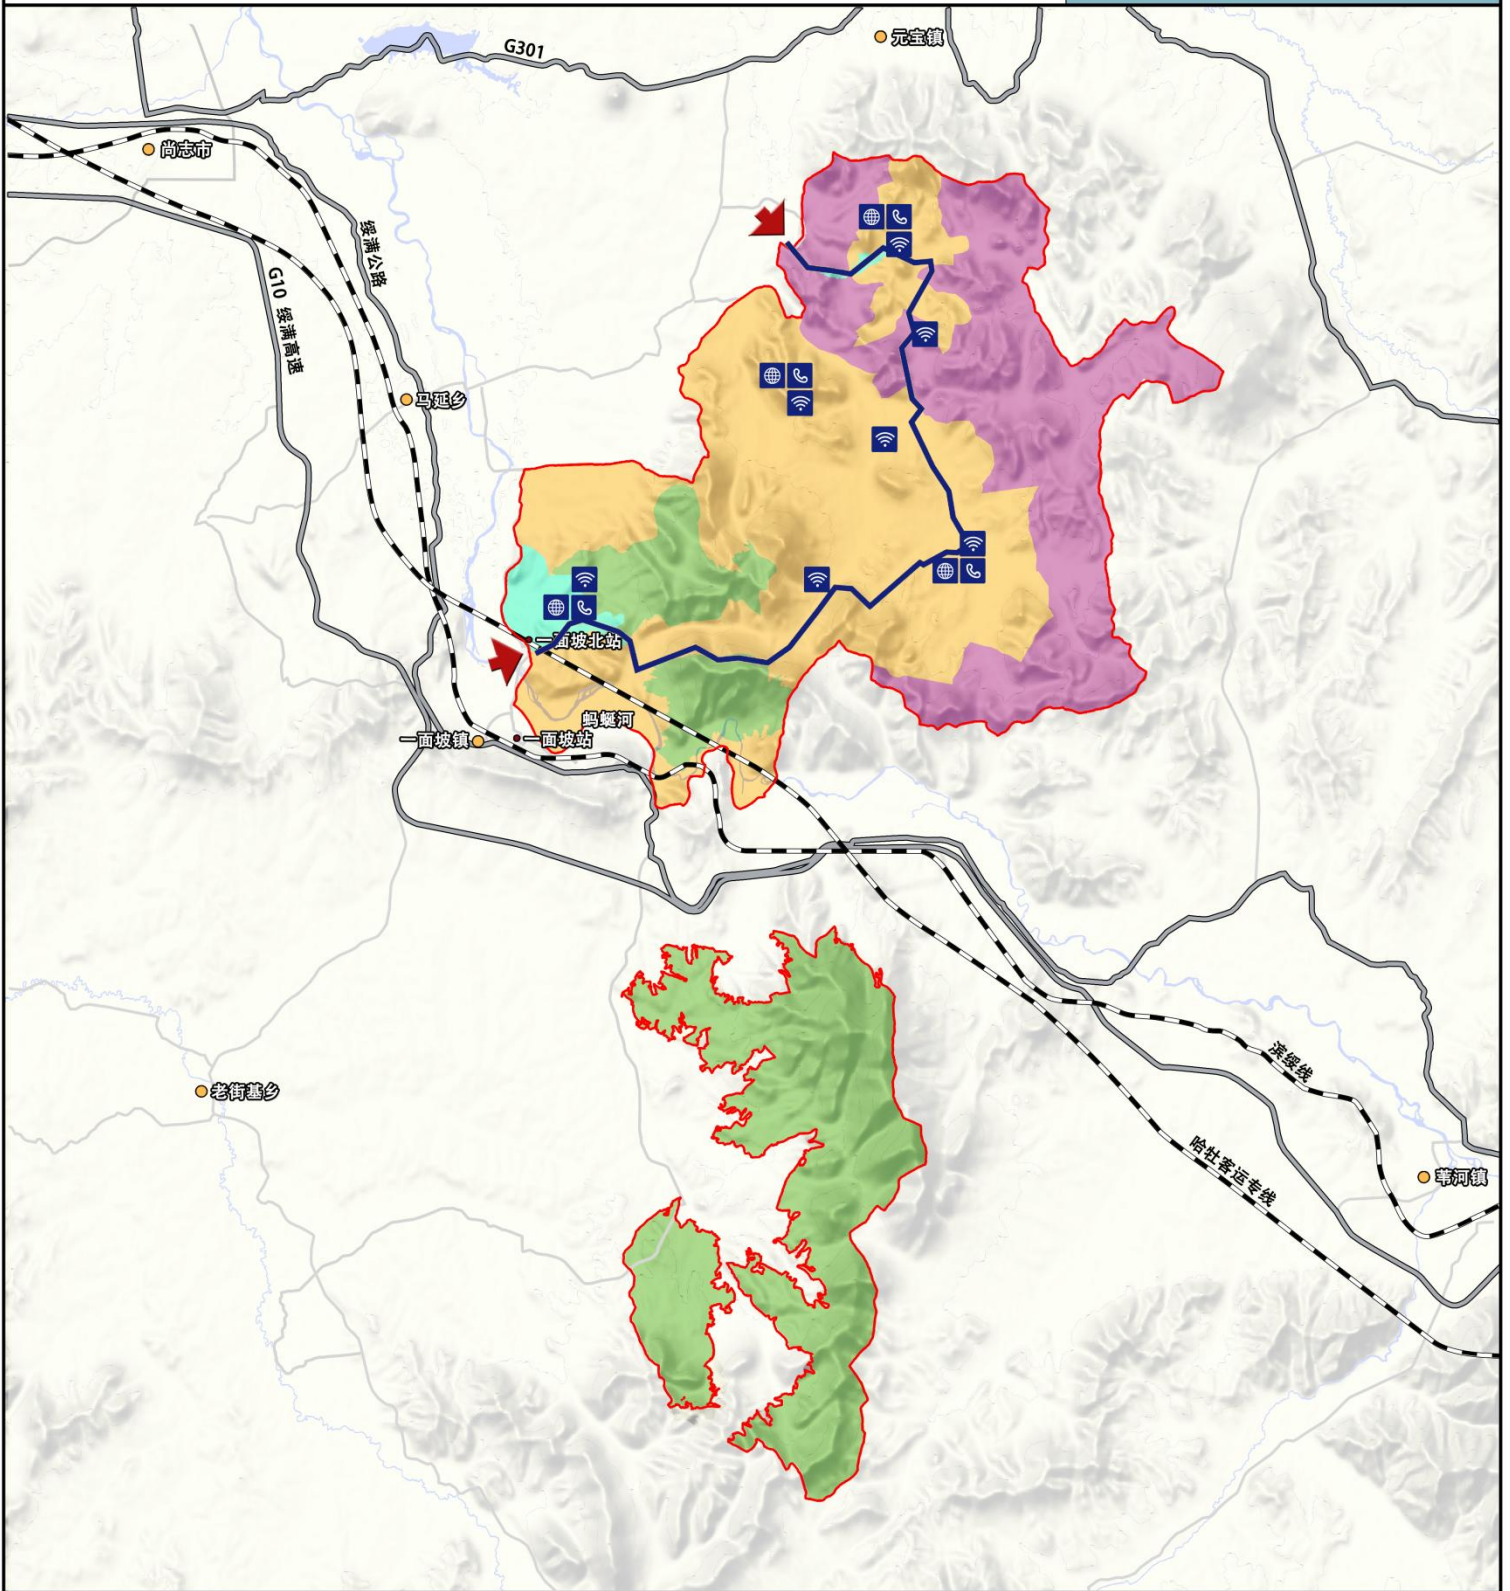 元宝镇
G301
尚志市
绥满公路
G10 绥满高速
马延乡
一面坡北站
蚂蜒河
一面坡镇
一面坡站
滨绥线
老街基乡
哈牡客运专线
苇河镇